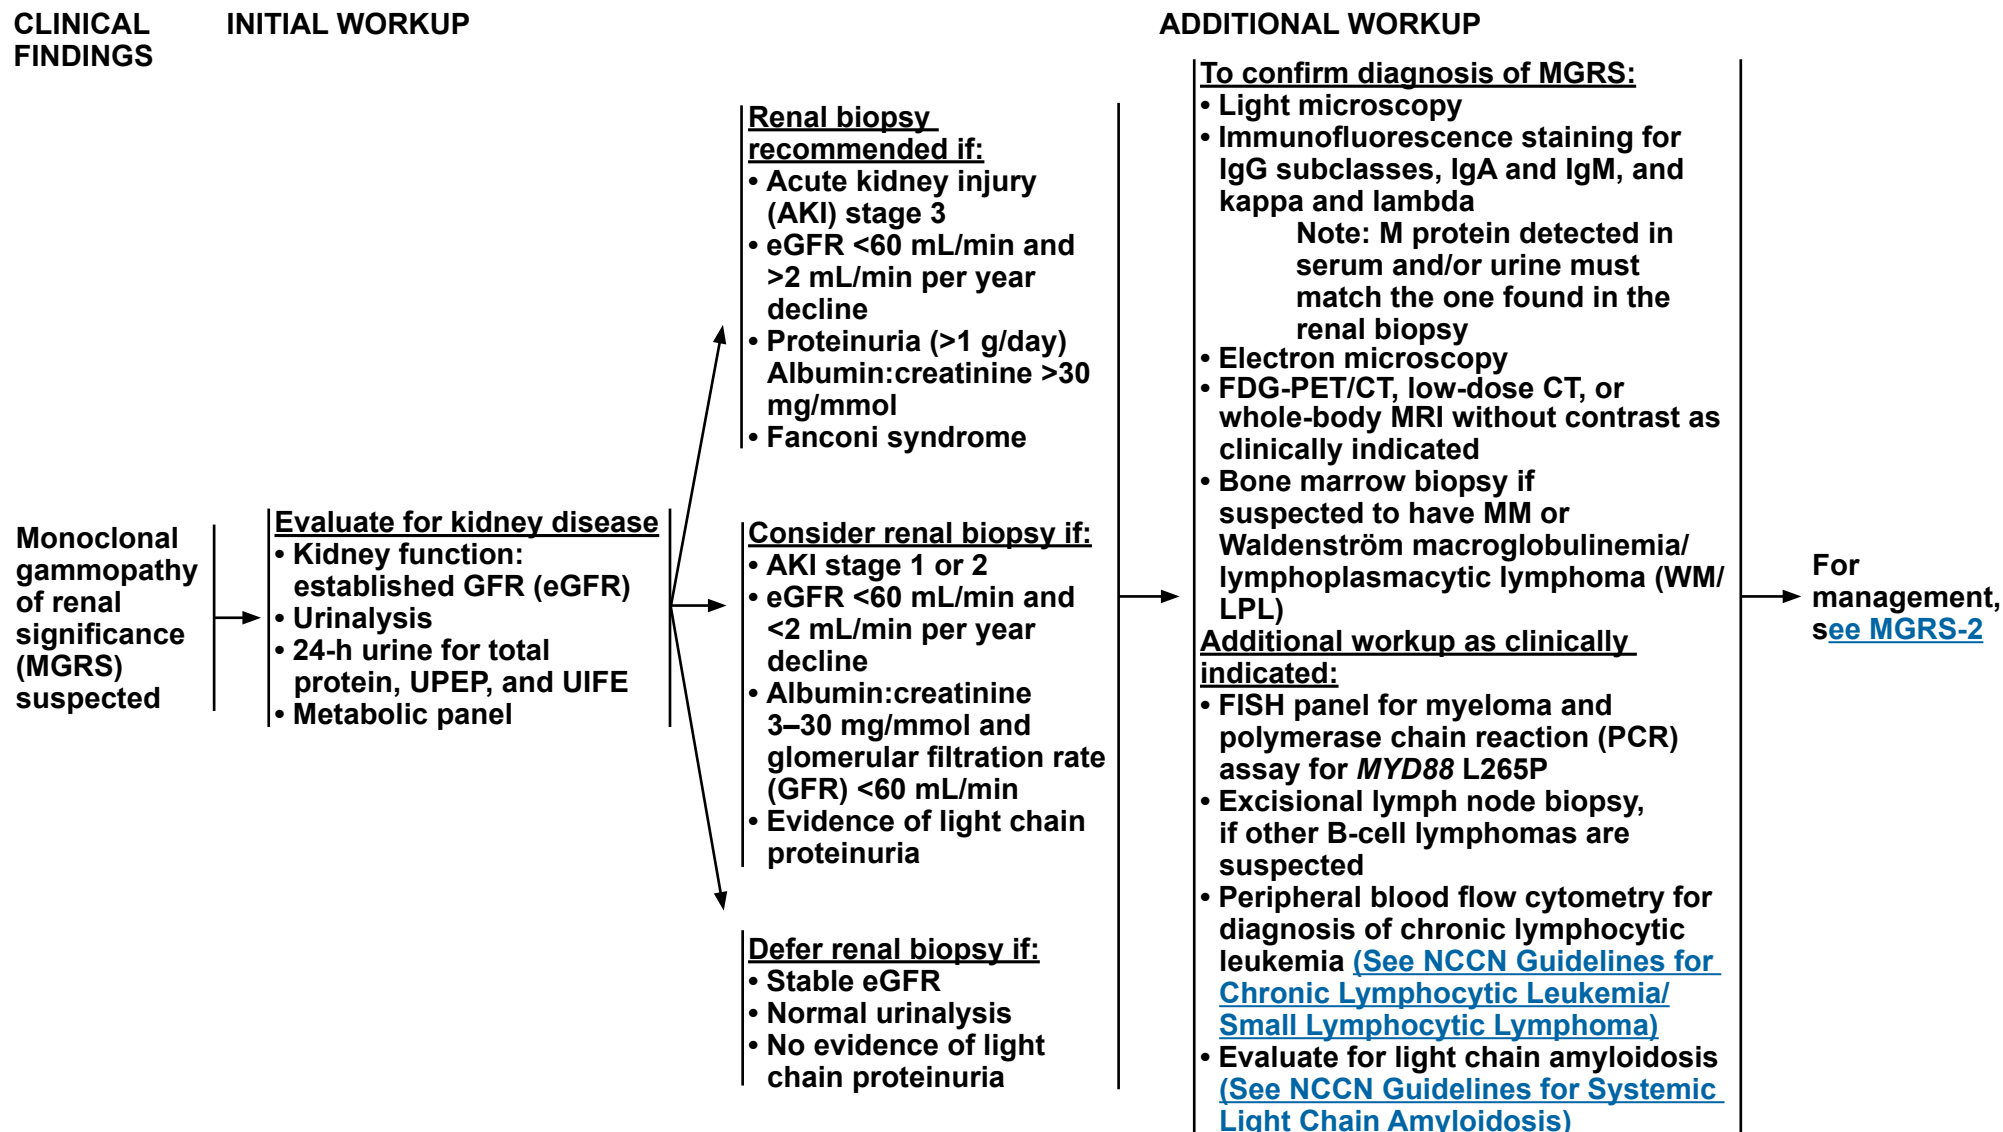 CLINICAL
FINDINGS
INITIAL WORKUP
ADDITIONAL WORKUP
Monoclonal
gammopathy
of renal
significance
(MGRS)
suspected
Evaluate for kidney disease
• Kidney function:
established GFR (eGFR)
• Urinalysis
• 24-h urine for total
protein, UPEP, and UIFE
• Metabolic panel
Renal biopsy
recommended if:
• Acute kidney injury
(AKI) stage 3
• eGFR <60 mL/min and
>2 mL/min per year
decline
• Proteinuria (>1 g/day)
Albumin:creatinine >30
mg/mmol
• Fanconi syndrome
Consider renal biopsy if:
• AKI stage 1 or 2
• eGFR <60 mL/min and
<2 mL/min per year
decline
• Albumin:creatinine
3–30 mg/mmol and
glomerular filtration rate
(GFR) <60 mL/min
• Evidence of light chain
proteinuria
Defer renal biopsy if:
• Stable eGFR
• Normal urinalysis
• No evidence of light
chain proteinuria
To confirm diagnosis of MGRS:
• Light microscopy
• Immunofluorescence staining for
IgG subclasses, IgA and IgM, and
kappa and lambda
Note: M protein detected in
serum and/or urine must
match the one found in the
renal biopsy
• Electron microscopy
• FDG-PET/CT, low-dose CT, or
whole-body MRI without contrast as
clinically indicated
• Bone marrow biopsy if
suspected to have MM or
Waldenström macroglobulinemia/
lymphoplasmacytic lymphoma (WM/
LPL)
Additional workup as clinically
indicated:
• FISH panel for myeloma and
polymerase chain reaction (PCR)
assay for MYD88 L265P
• Excisional lymph node biopsy,
if other B-cell lymphomas are
suspected
• Peripheral blood flow cytometry for
diagnosis of chronic lymphocytic
leukemia (See NCCN Guidelines for
Chronic Lymphocytic Leukemia/
Small Lymphocytic Lymphoma)
• Evaluate for light chain amyloidosis
(See NCCN Guidelines for Systemic
Light Chain Amyloidosis)
For
management,
see MGRS-2